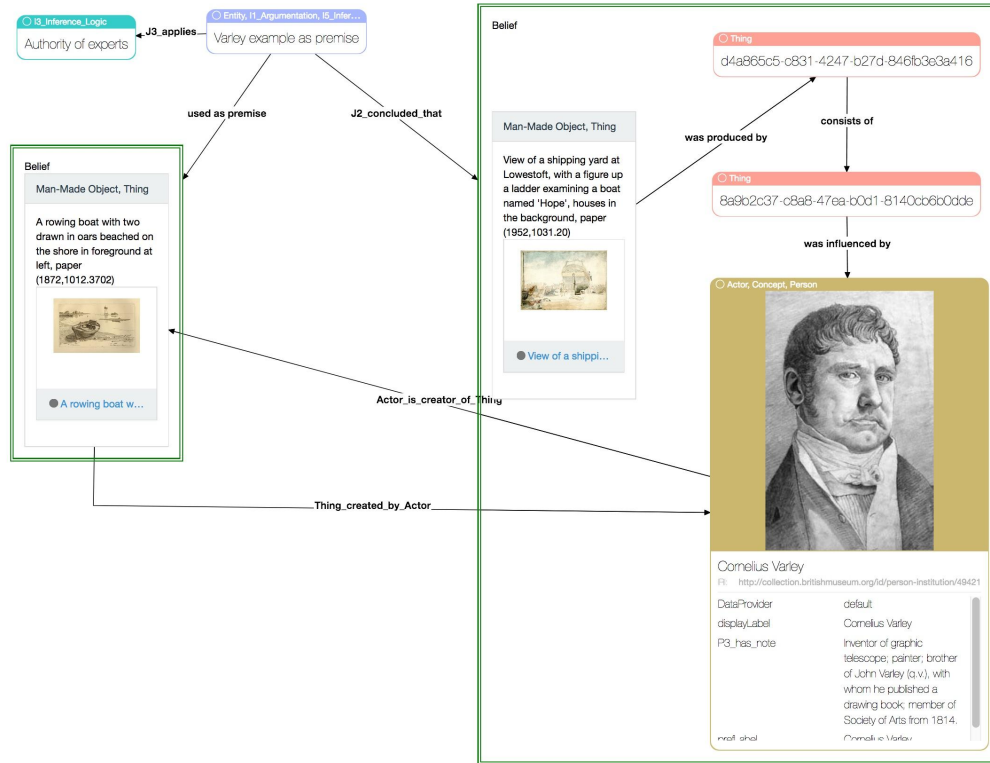 I3_Inference_Logic
Authority of experts
J3_applies
Entity, I1_Argumentation, I5_Infer...
Varley example as premise
used as premise
J2_concluded_that
Belief
Man-Made Object, Thing
A rowing boat with two
drawn in oars beached on
the shore in foreground at
left, paper
(1872,1012.3702)
A rowing boat w...
Belief
Man-Made Object, Thing
View of a shipping yard at
Lowestoft, with a figure up
a ladder examining a boat
named 'Hope', houses in
the background, paper
(1952,1031.20)
View of a shippi...
was produced by
Thing
d4a865c5-c831-4247-b27d-846fb3e3a416
consists of
Thing
8a9b2c37-c8a8-47ea-b0d1-8140cb6b0dde
was influenced by
Actor_is_creator_of_Thing
Thing_created_by_Actor
Actor, Concept, Person
Cornelius Varley
FR: http://collection.britishmuseum.org/id/person-institution/49421
DataProvider default
displayLabel Cornelius Varley
P3_has_note Inventor of graphic
telescope; painter; brother
of John Varley (q.v.), with
whom he published a
drawing book; member of
Society of Arts from 1814.
prefLabel Cornelius Varley